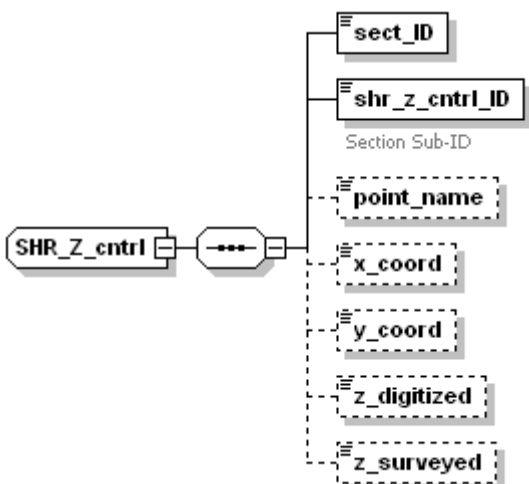 sect_ID
shr_z_cntrl_ID
Section Sub-ID
point_name
SHR_Z_cntrl
x_coord
y_coord
z_digitized
z_surveyed